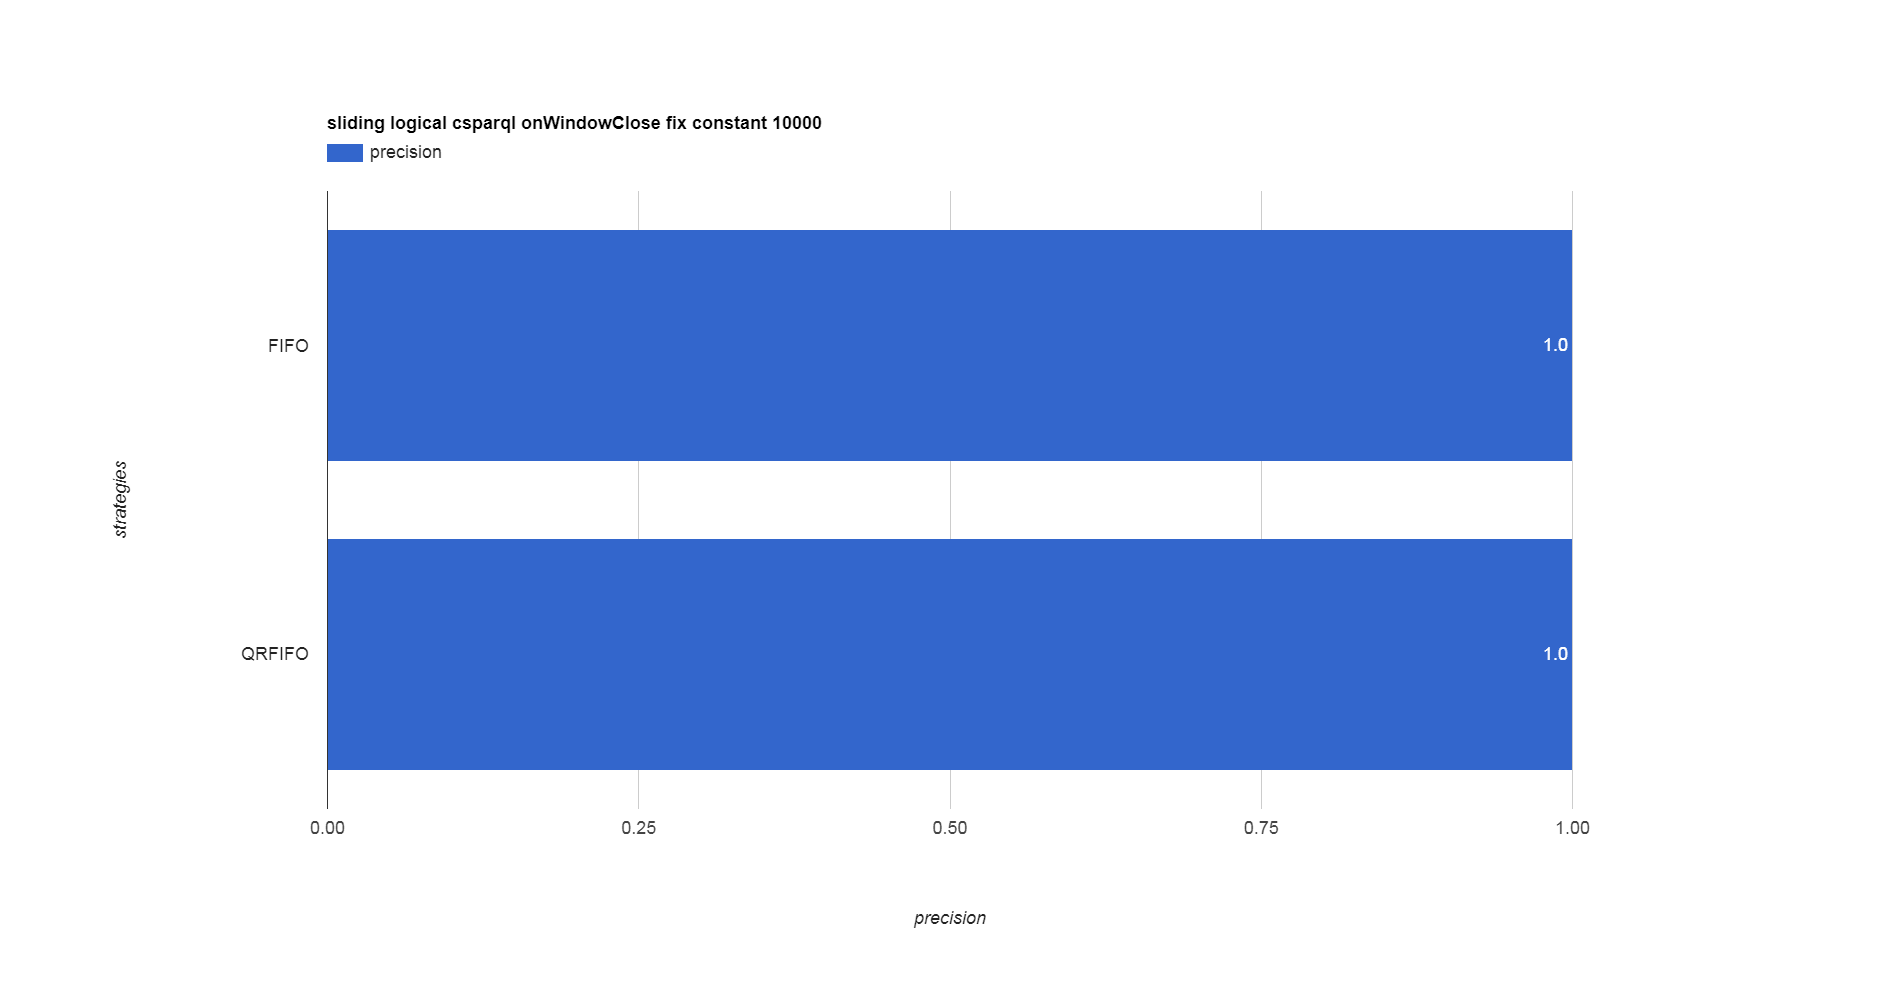 sliding logical csparql onWindowClose fix constant 10000
precision
strategies
FIFO
1.0
QRFIFO
1.0
0.00 0.25 0.50 0.75 1.00
precision